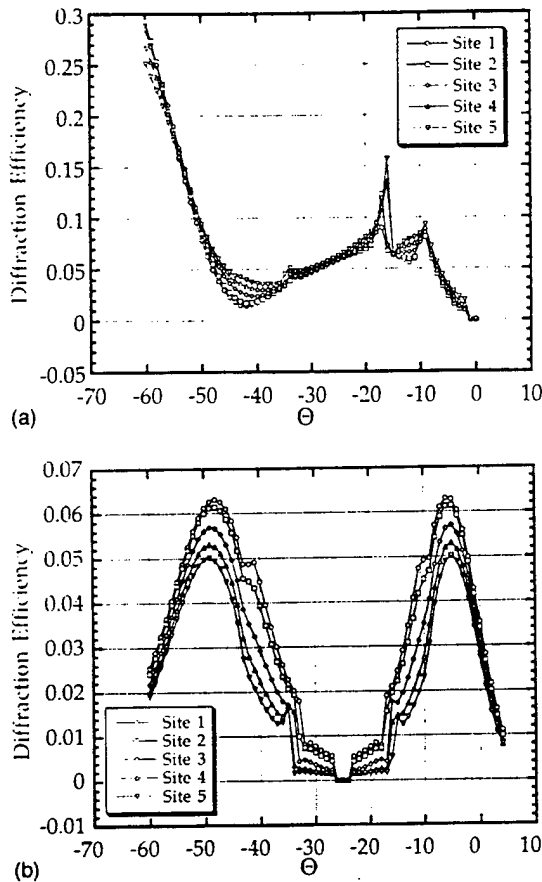 0.3
0.25
0.2
0.15
0.1
0.05
0
-0.05
Diffraction Efficiency
Site 1
Site 2
Site 3
Site 4
Site 5
-70 -60 -50 -40 -30 -20 -10 0 10
Θ
(a)
0.07
0.06
0.05
0.04
0.03
0.02
0.01
0
-0.01
Diffraction Efficiency
Site 1
Site 2
Site 3
Site 4
Site 5
-70 -60 -50 -40 -30 -20 -10 0 10
Θ
(b)